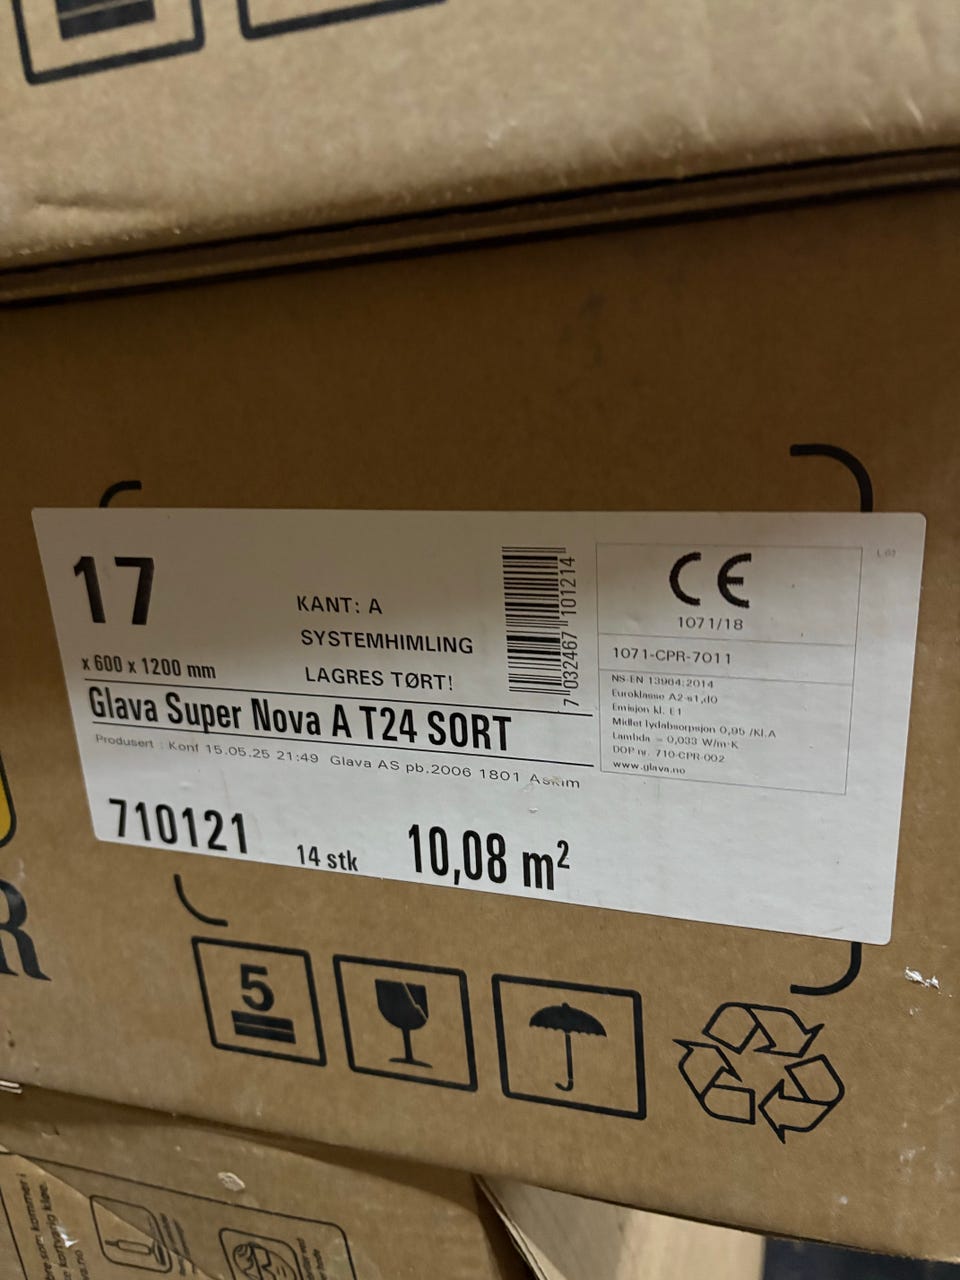 17
x 600 x 1200 mm
KANT: A
SYSTEMHIMLING
LAGRES TØRT!
7 032467 101214
CE
1071/18
1071-CPR-7011
NS-EN 13964:2014
Euroklasse A2-s1,d0
Emisjon kl. E1
Midlet lydabsorpsjon 0,95 /Kl.A
Lambda = 0,033 W/m·K
DOP nr. 710-CPR-002
www.glava.no
L.02
Glava Super Nova A T24 SORT
Produsert : Konf 15.05.25 21:49 Glava AS pb.2006 1801 Askim
710121
14 stk
10,08 m²
R
5